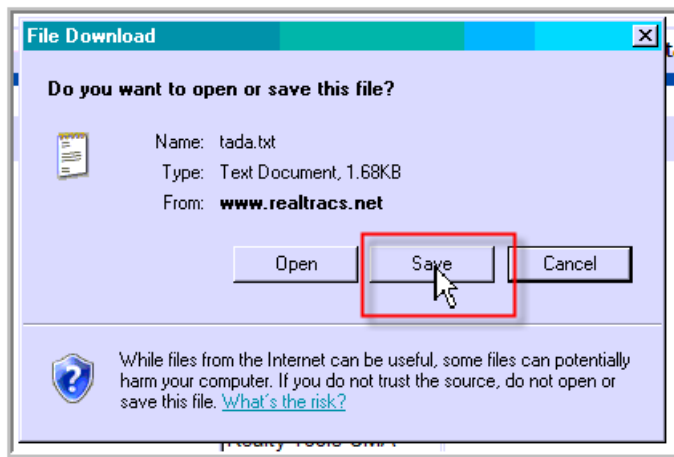 File Download
Do you want to open or save this file?
Name: tada.txt
Type: Text Document, 1.68KB
From: www.realtracs.net
Open Save Cancel
While files from the Internet can be useful, some files can potentially
harm your computer. If you do not trust the source, do not open or
save this file. What's the risk?